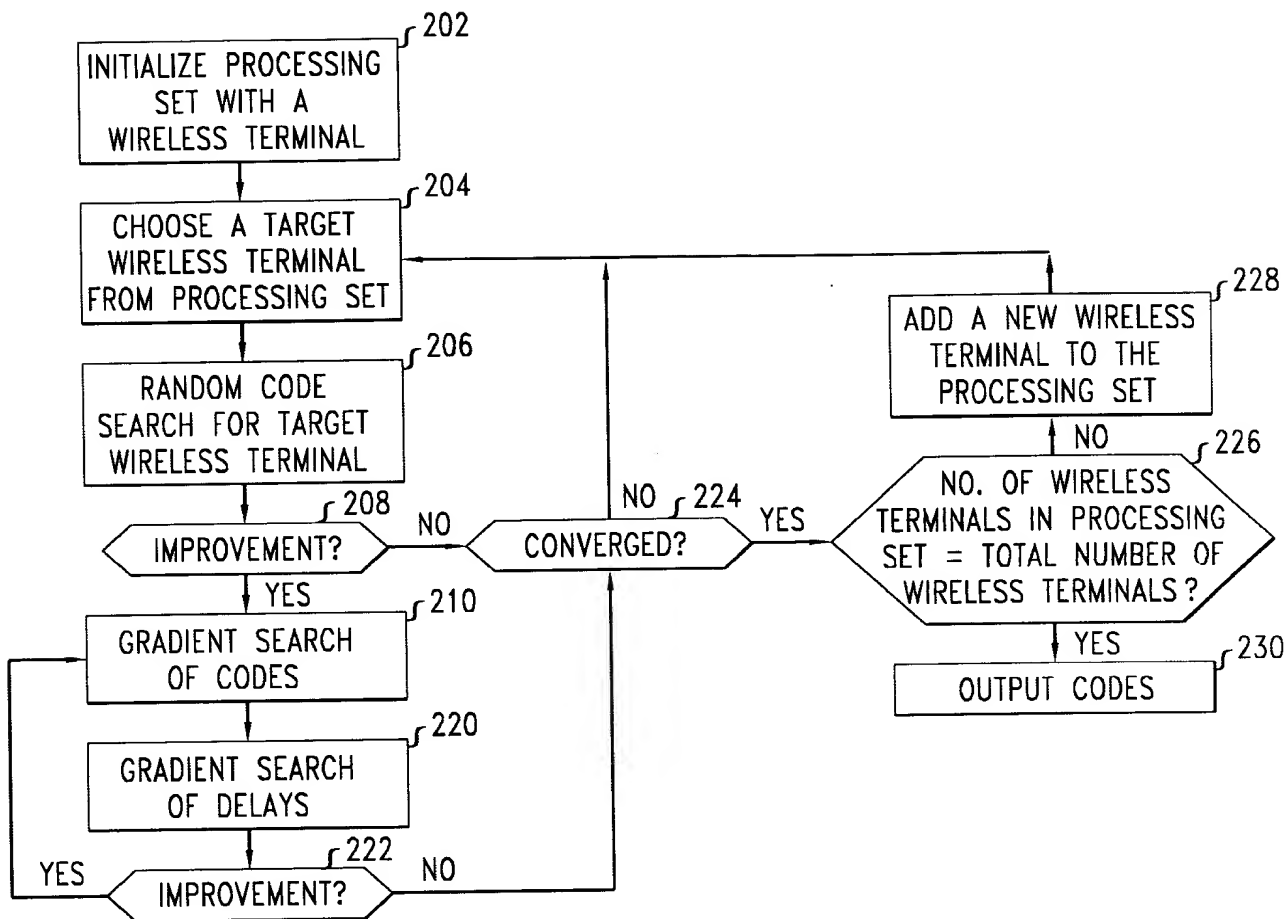 202
INITIALIZE PROCESSING
SET WITH A
WIRELESS TERMINAL
204
CHOOSE A TARGET
WIRELESS TERMINAL
FROM PROCESSING SET
206
RANDOM CODE
SEARCH FOR TARGET
WIRELESS TERMINAL
208
IMPROVEMENT?
NO
YES
210
GRADIENT SEARCH
OF CODES
220
GRADIENT SEARCH
OF DELAYS
222
IMPROVEMENT?
YES
NO
224
CONVERGED?
NO
YES
226
NO. OF WIRELESS
TERMINALS IN PROCESSING
SET = TOTAL NUMBER OF
WIRELESS TERMINALS?
NO
YES
228
ADD A NEW WIRELESS
TERMINAL TO THE
PROCESSING SET
230
OUTPUT CODES